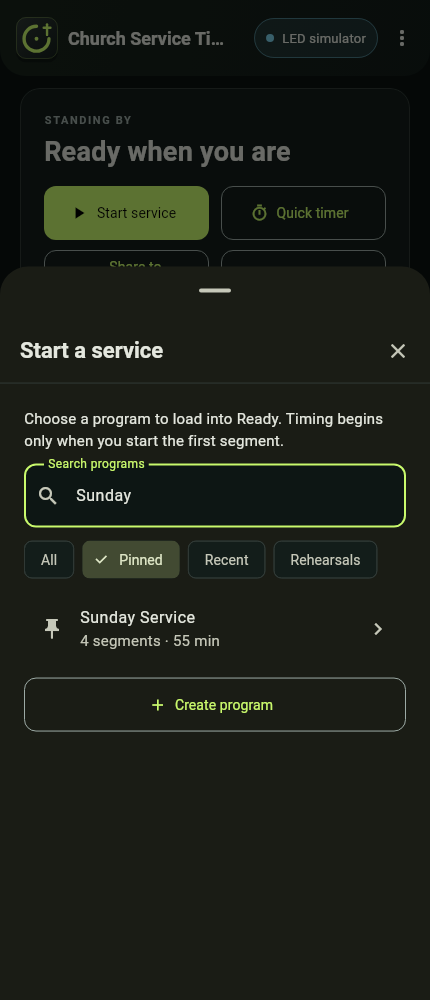 Church Service Ti...
LED simulator
STANDING BY
Ready when you are
Start service
Quick timer
Share to
Start a service
Choose a program to load into Ready. Timing begins
only when you start the first segment.
Search programs
Sunday
All
Pinned
Recent
Rehearsals
Sunday Service
4 segments · 55 min
Create program